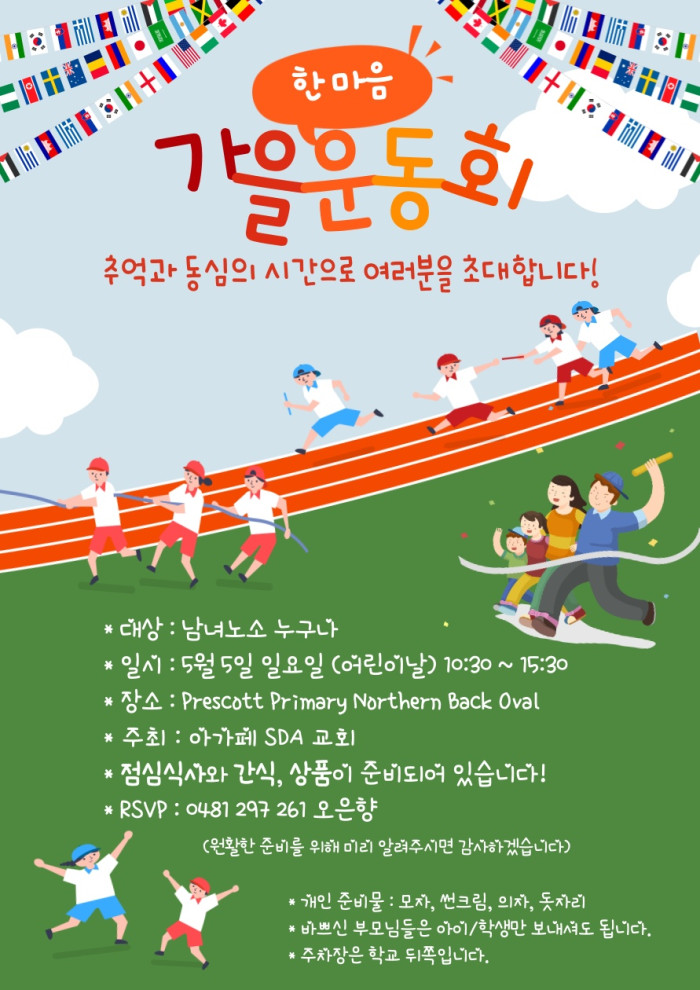 한 마음
가을운동회
추억과 동심의 시간으로 여러분을 초대합니다!
* 대상 : 남녀노소 누구나
* 일시 : 5월 5일 일요일 (어린이날) 10:30 ~ 15:30
* 장소 : Prescott Primary Northern Back Oval
* 주최 : 아가페 SDA 교회
* 점심식사와 간식, 상품이 준비되어 있습니다!
* RSVP : 0481 297 261 오은향
(원활한 준비를 위해 미리 알려주시면 감사하겠습니다)
* 개인 준비물 : 모자, 썬크림, 의자, 돗자리
* 바쁘신 부모님들은 아이/학생만 보내셔도 됩니다.
* 주차장은 학교 뒤쪽입니다.